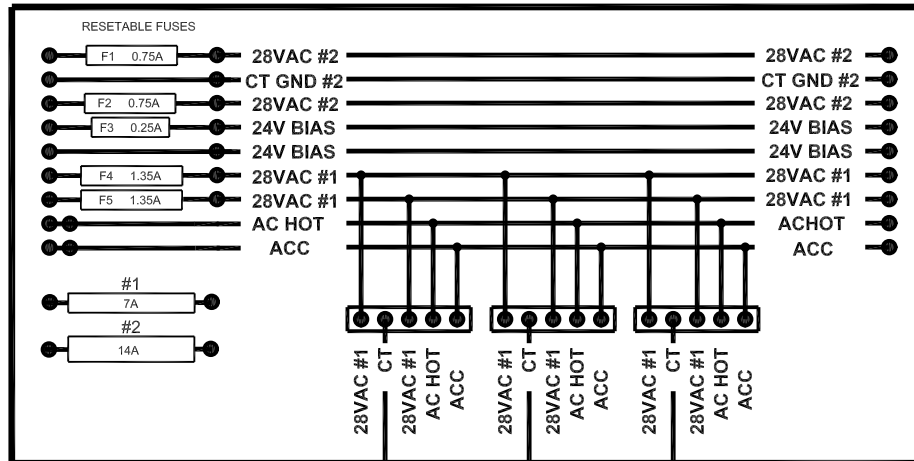 RESETABLE FUSES
F1 0.75A 28VAC #2 28VAC #2
CT GND #2 CT GND #2
F2 0.75A 28VAC #2 28VAC #2
F3 0.25A 24V BIAS 24V BIAS
24V BIAS 24V BIAS
F4 1.35A 28VAC #1 28VAC #1
F5 1.35A 28VAC #1 28VAC #1
AC HOT ACHOT
ACC ACC
#1
7A
#2
14A
28VAC #1
CT
28VAC #1
AC HOT
ACC
28VAC #1
CT
28VAC #1
AC HOT
ACC
28VAC #1
CT
28VAC #1
AC HOT
ACC